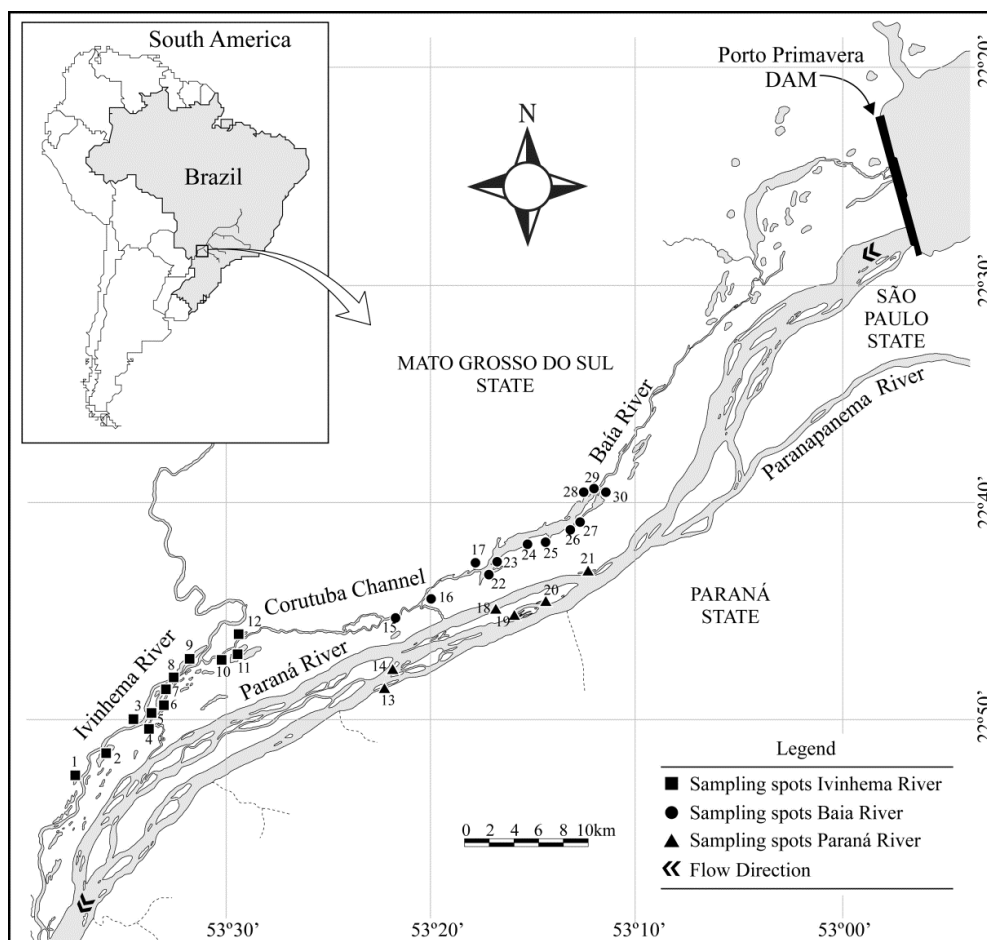 South America
Brazil
N
Porto Primavera
DAM
22°20'
22°30'
22°40'
22°50'
SÃO
PAULO
STATE
MATO GROSSO DO SUL
STATE
Baía River
Paranapanema River
PARANÁ
STATE
Corutuba Channel
Paraná River
Ivinhema River
1
2
3
4
5
6
7
8
9
10
11
12
13
14
15
16
17
18
19
20
21
22
23
24
25
26
27
28
29
30
Legend
Sampling spots Ivinhema River
Sampling spots Baia River
Sampling spots Paraná River
Flow Direction
0 2 4 6 8 10km
53°30'
53°20'
53°10'
53°00'